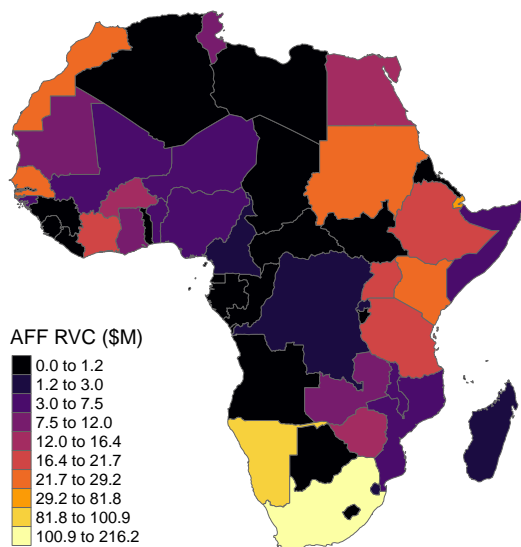 AFF RVC ($M)
0.0 to 1.2
1.2 to 3.0
3.0 to 7.5
7.5 to 12.0
12.0 to 16.4
16.4 to 21.7
21.7 to 29.2
29.2 to 81.8
81.8 to 100.9
100.9 to 216.2